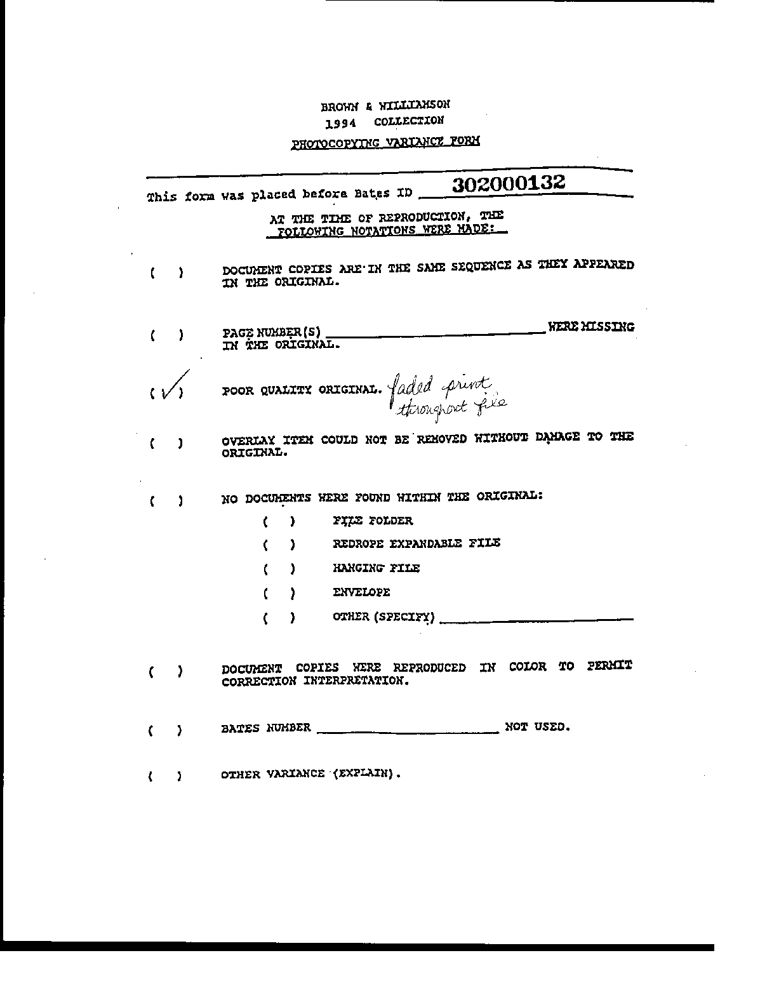 BROWN & WILLIAMSON
1994 COLLECTION
PHOTOCOPYING VARIANCE FORM
This form was placed before Bates ID 302000132
AT THE TIME OF REPRODUCTION, THE
FOLLOWING NOTATIONS WERE MADE:
( ) DOCUMENT COPIES ARE IN THE SAME SEQUENCE AS THEY APPEARED
IN THE ORIGINAL.
( ) PAGE NUMBER(S) ______ WERE MISSING
IN THE ORIGINAL.
(✓) POOR QUALITY ORIGINAL. faded print
throughout file
( ) OVERLAY ITEM COULD NOT BE REMOVED WITHOUT DAMAGE TO THE
ORIGINAL.
( ) NO DOCUMENTS WERE FOUND WITHIN THE ORIGINAL:
( ) FILE FOLDER
( ) REDROPE EXPANDABLE FILE
( ) HANGING FILE
( ) ENVELOPE
( ) OTHER (SPECIFY) ______
( ) DOCUMENT COPIES WERE REPRODUCED IN COLOR TO PERMIT
CORRECTION INTERPRETATION.
( ) BATES NUMBER ______ NOT USED.
( ) OTHER VARIANCE (EXPLAIN).